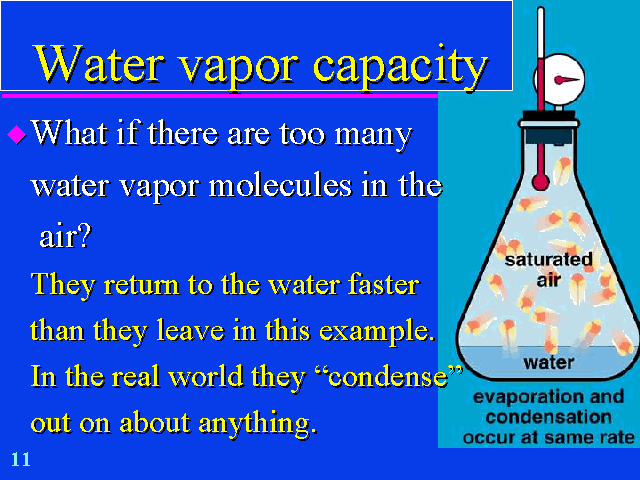 Water vapor capacity
What if there are too many
water vapor molecules in the
air?
They return to the water faster
than they leave in this example.
In the real world they “condense”
out on about anything.
11
saturated
air
water
evaporation and
condensation
occur at same rate